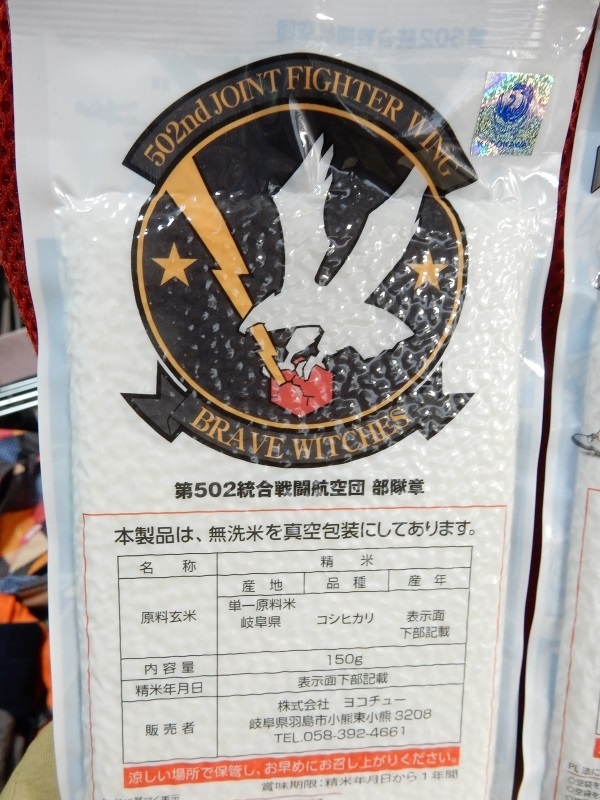 502nd JOINT FIGHTER WING
BRAVE WITCHES
第502統合戦闘航空団 部隊章
本製品は、無洗米を真空包装にしてあります。
名 称 精 米
産 地 品 種 産 年
原料玄米 単一原料米 コシヒカリ 表示面
岐阜県 下部記載
内容量 150g
精米年月日 表示面下部記載
販売者 株式会社 ヨコチュー
岐阜県羽島市小熊東小熊3208
TEL.058-392-4661
涼しい場所で保管し、お早めにお召し上がりください。
賞味期限：精米年月日から1年間